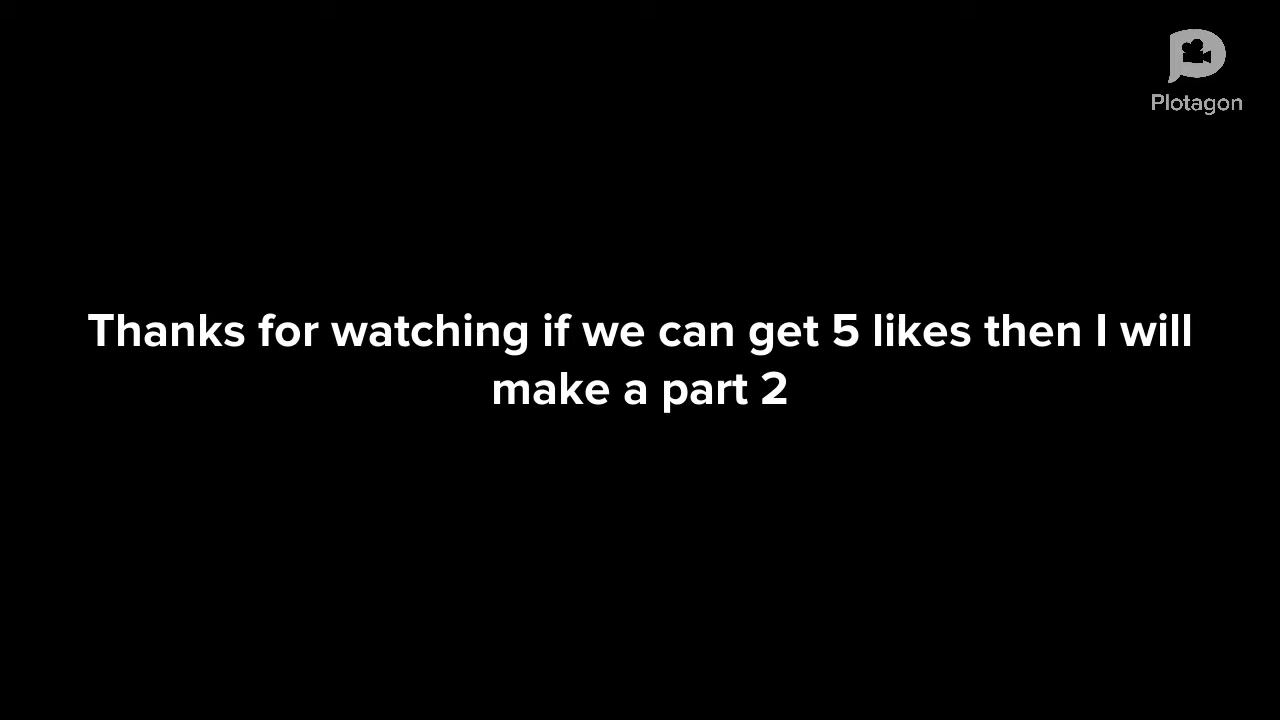 Plotagon
Thanks for watching if we can get 5 likes then I will
make a part 2